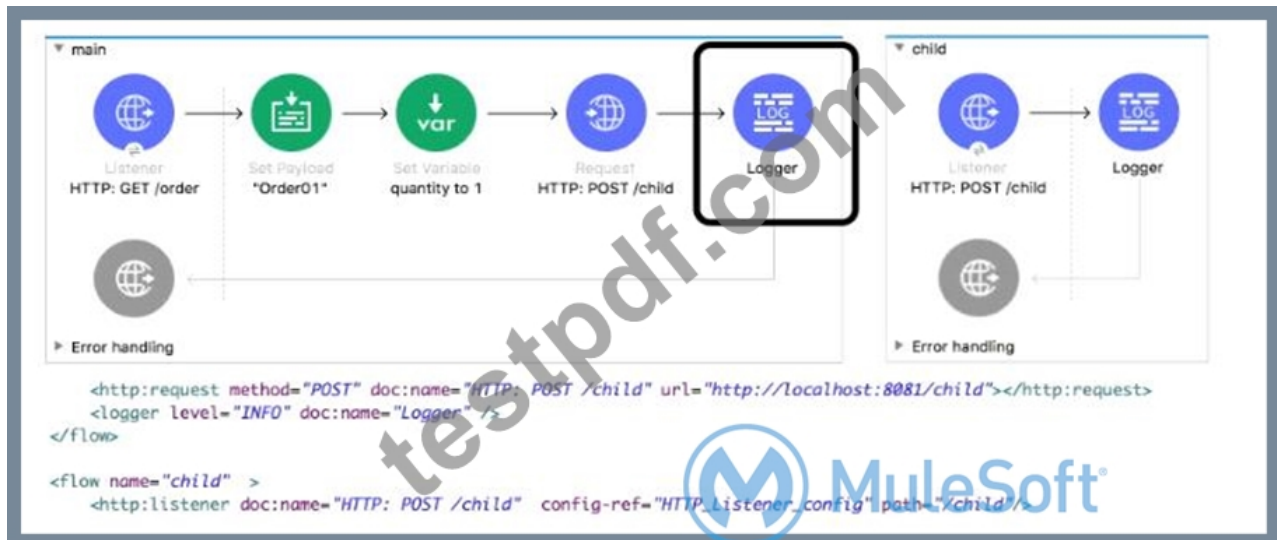 main
child
LOG
var
LOG
Listener
Set Payload
Set Variable
Request
Logger
Listener
Logger
HTTP: GET /order
"Order01"
quantity to 1
HTTP: POST /child
HTTP: POST /child
Error handling
Error handling
<http:request method="POST" doc:name="HTTP: POST /child" url="http://localhost:8081/child"></http:request>
<logger level="INFO" doc:name="Logger" />
</flow>
<flow name="child" >
<http:listener doc:name="HTTP: POST /child" config-ref="HTTP_Listener_config" path="/child"/>
testpdf.com
MuleSoft